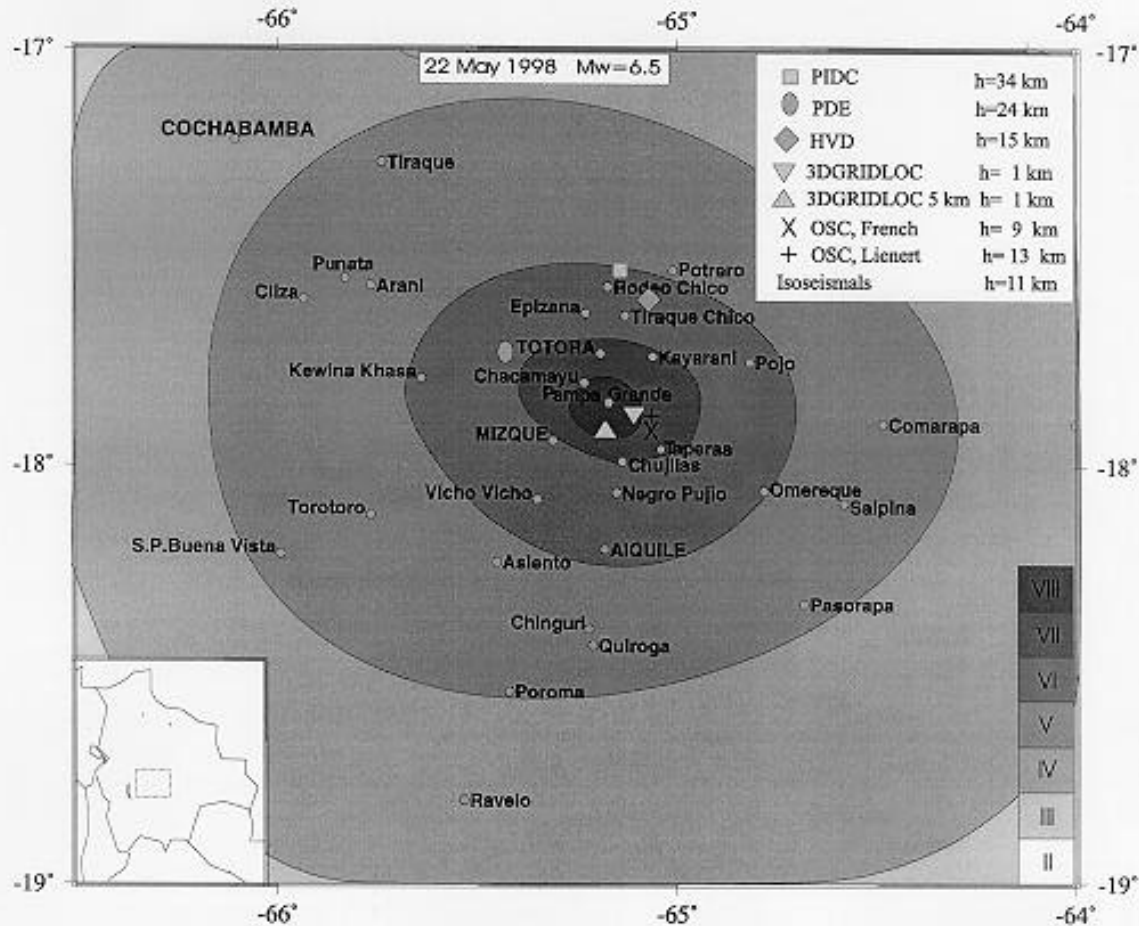 -66° -65° -64°
-17° -17°
22 May 1998 Mw=6.5
PIDC h=34 km
PDE h=24 km
HVD h=15 km
3DGRIDLOC h= 1 km
3DGRIDLOC 5 km h= 1 km
OSC, French h= 9 km
OSC, Lienert h= 13 km
Isoseismals h=11 km
COCHABAMBA
Tiraque
Punata
Arani
Cliza
Potrero
Rodeo Chico
Epizana
Tiraque Chico
TOTORA
Kayarani
Pojo
Kewina Khasa
Chacamayu
Pampa Grande
Comarapa
MIZQUE
Taperas
Chujllas
-18° -18°
Vicho Vicho
Negro Pujio
Omereque
Saipina
Torotoro
S.P.Buena Vista
AIQUILE
Asiento
Pasorapa
Chinguri
Quiroga
Poroma
Ravelo
VIII
VII
VI
V
IV
III
II
-19° -19°
-66° -65° -64°